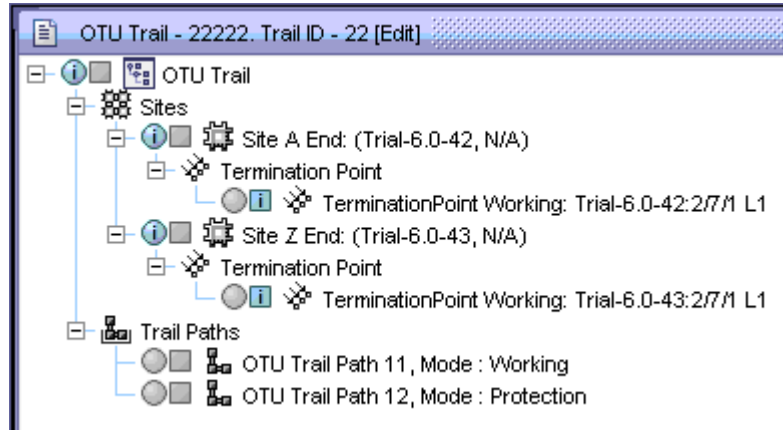 OTU Trail - 22222. Trail ID - 22 [Edit]
OTU Trail
Sites
Site A End: (Trial-6.0-42, N/A)
Termination Point
TerminationPoint Working: Trial-6.0-42:2/7/1 L1
Site Z End: (Trial-6.0-43, N/A)
Termination Point
TerminationPoint Working: Trial-6.0-43:2/7/1 L1
Trail Paths
OTU Trail Path 11, Mode : Working
OTU Trail Path 12, Mode : Protection